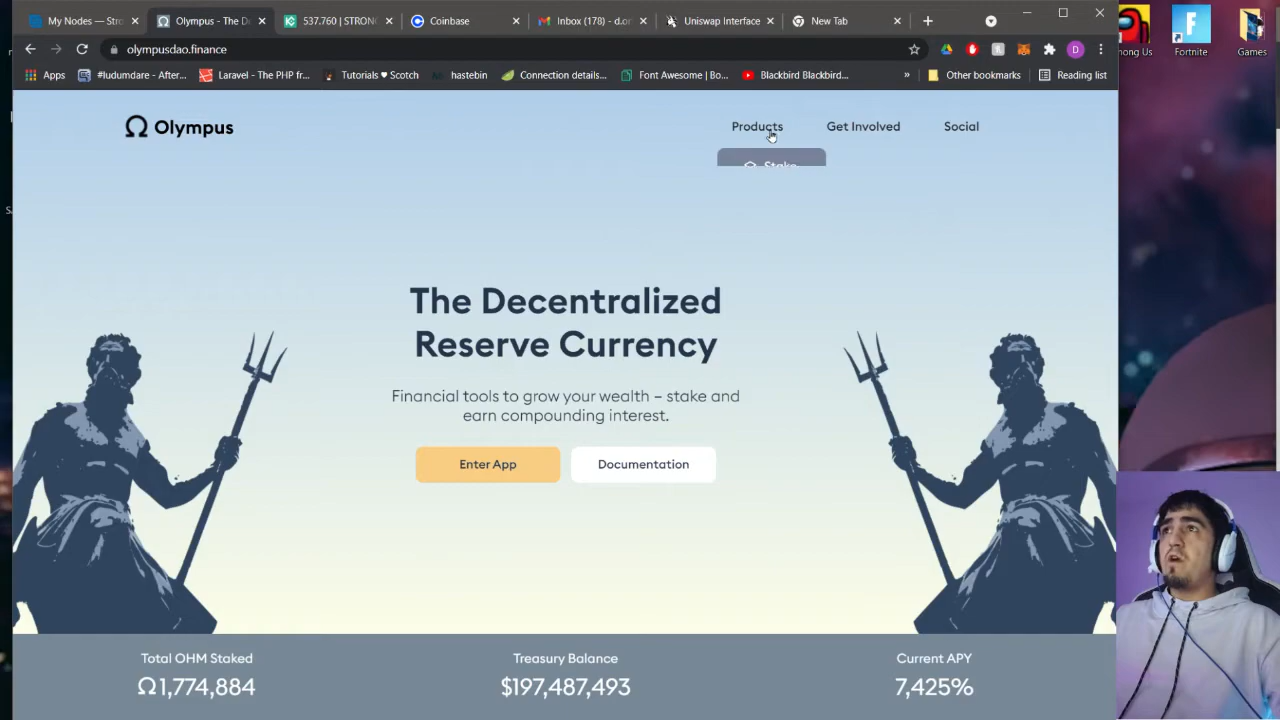 My Nodes — Stro
Olympus - The De
537.760 | STRONG
Coinbase
Inbox (178) - d.or
Uniswap Interface
New Tab
olympusdao.finance
D
Apps
#ludumdare - After...
Laravel - The PHP fr...
Tutorials ♥ Scotch
hastebin
Connection details...
Font Awesome | Bo...
Blackbird Blackbird...
»
Other bookmarks
Reading list
mong Us
Fortnite
Games
Olympus
Products
Get Involved
Social
Stake
The Decentralized
Reserve Currency
Financial tools to grow your wealth – stake and
earn compounding interest.
Enter App
Documentation
Total OHM Staked
Treasury Balance
Current APY
Ω1,774,884
$197,487,493
7,425%